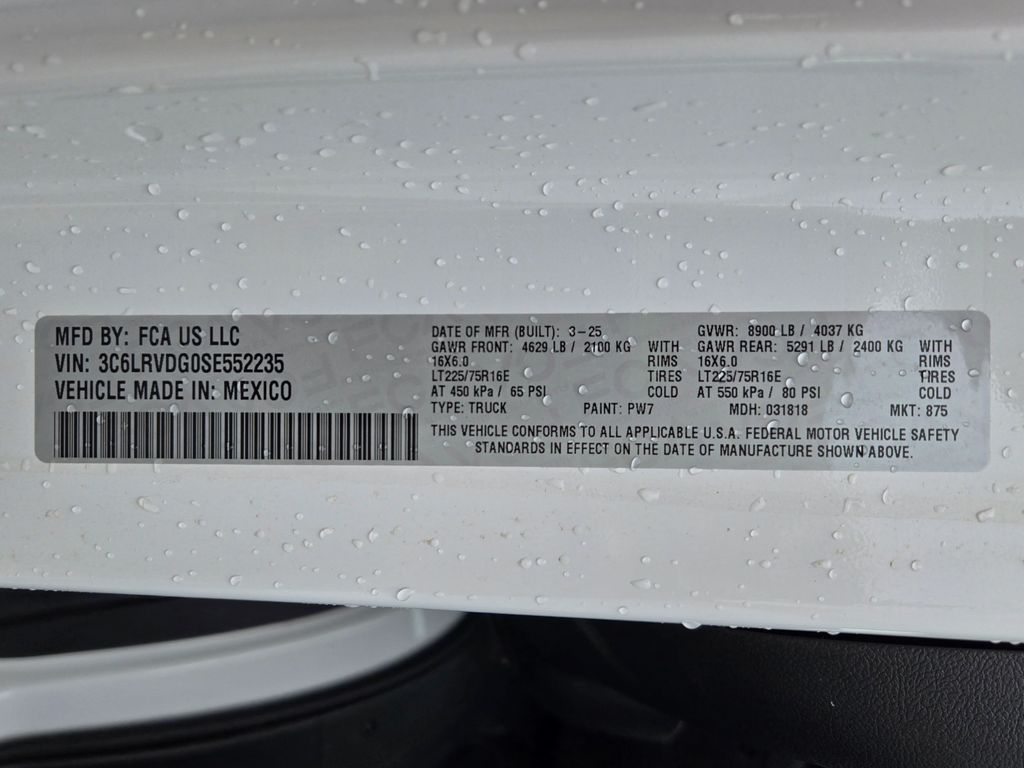 MFD BY: FCA US LLC
VIN: 3C6LRVDG0SE552235
VEHICLE MADE IN: MEXICO
DATE OF MFR (BUILT): 3-25 GVWR: 8900 LB / 4037 KG
GAWR FRONT: 4629 LB / 2100 KG WITH GAWR REAR: 5291 LB / 2400 KG WITH
16X6.0 RIMS 16X6.0 RIMS
LT225/75R16E TIRES LT225/75R16E TIRES
AT 450 kPa / 65 PSI COLD AT 550 kPa / 80 PSI COLD
TYPE: TRUCK PAINT: PW7 MDH: 031818 MKT: 875
THIS VEHICLE CONFORMS TO ALL APPLICABLE U.S.A. FEDERAL MOTOR VEHICLE SAFETY
STANDARDS IN EFFECT ON THE DATE OF MANUFACTURE SHOWN ABOVE.